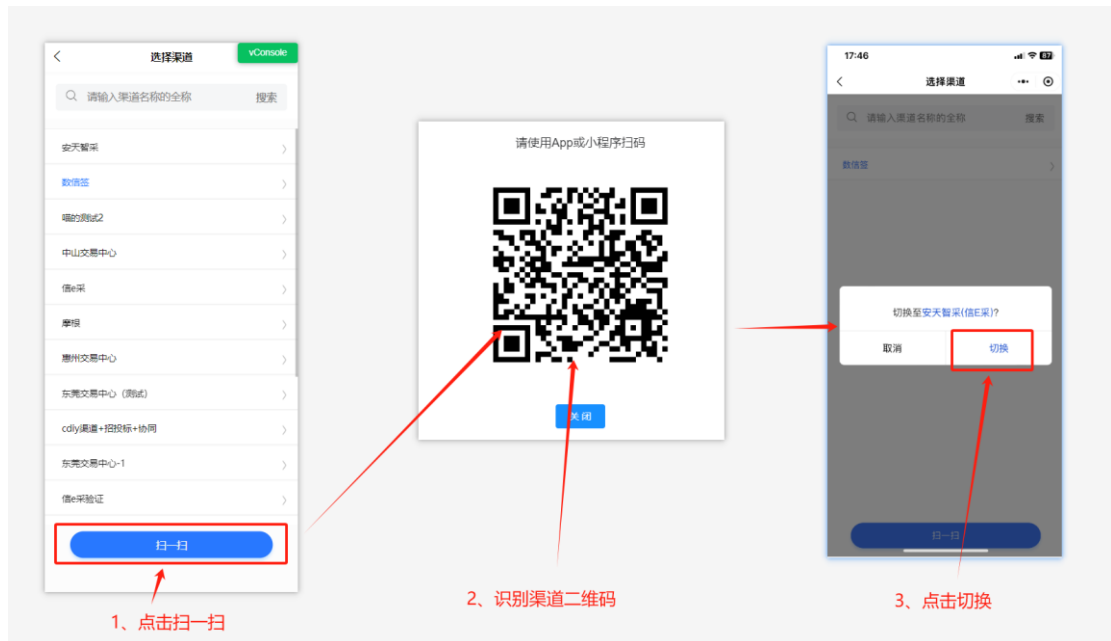 选择渠道
vConsole
请输入渠道名称的全称
搜索
安天智采
数信签
喵的测试2
中山交易中心
信e采
摩根
惠州交易中心
东莞交易中心（测试）
cdiy渠道+招投标+协同
东莞交易中心-1
信e采验证
扫一扫
1、点击扫一扫
请使用App或小程序扫码
关闭
2、识别渠道二维码
17:46
67
选择渠道
请输入渠道名称的全称
搜索
数信签
切换至安天智采(信E采)?
取消
切换
扫一扫
3、点击切换